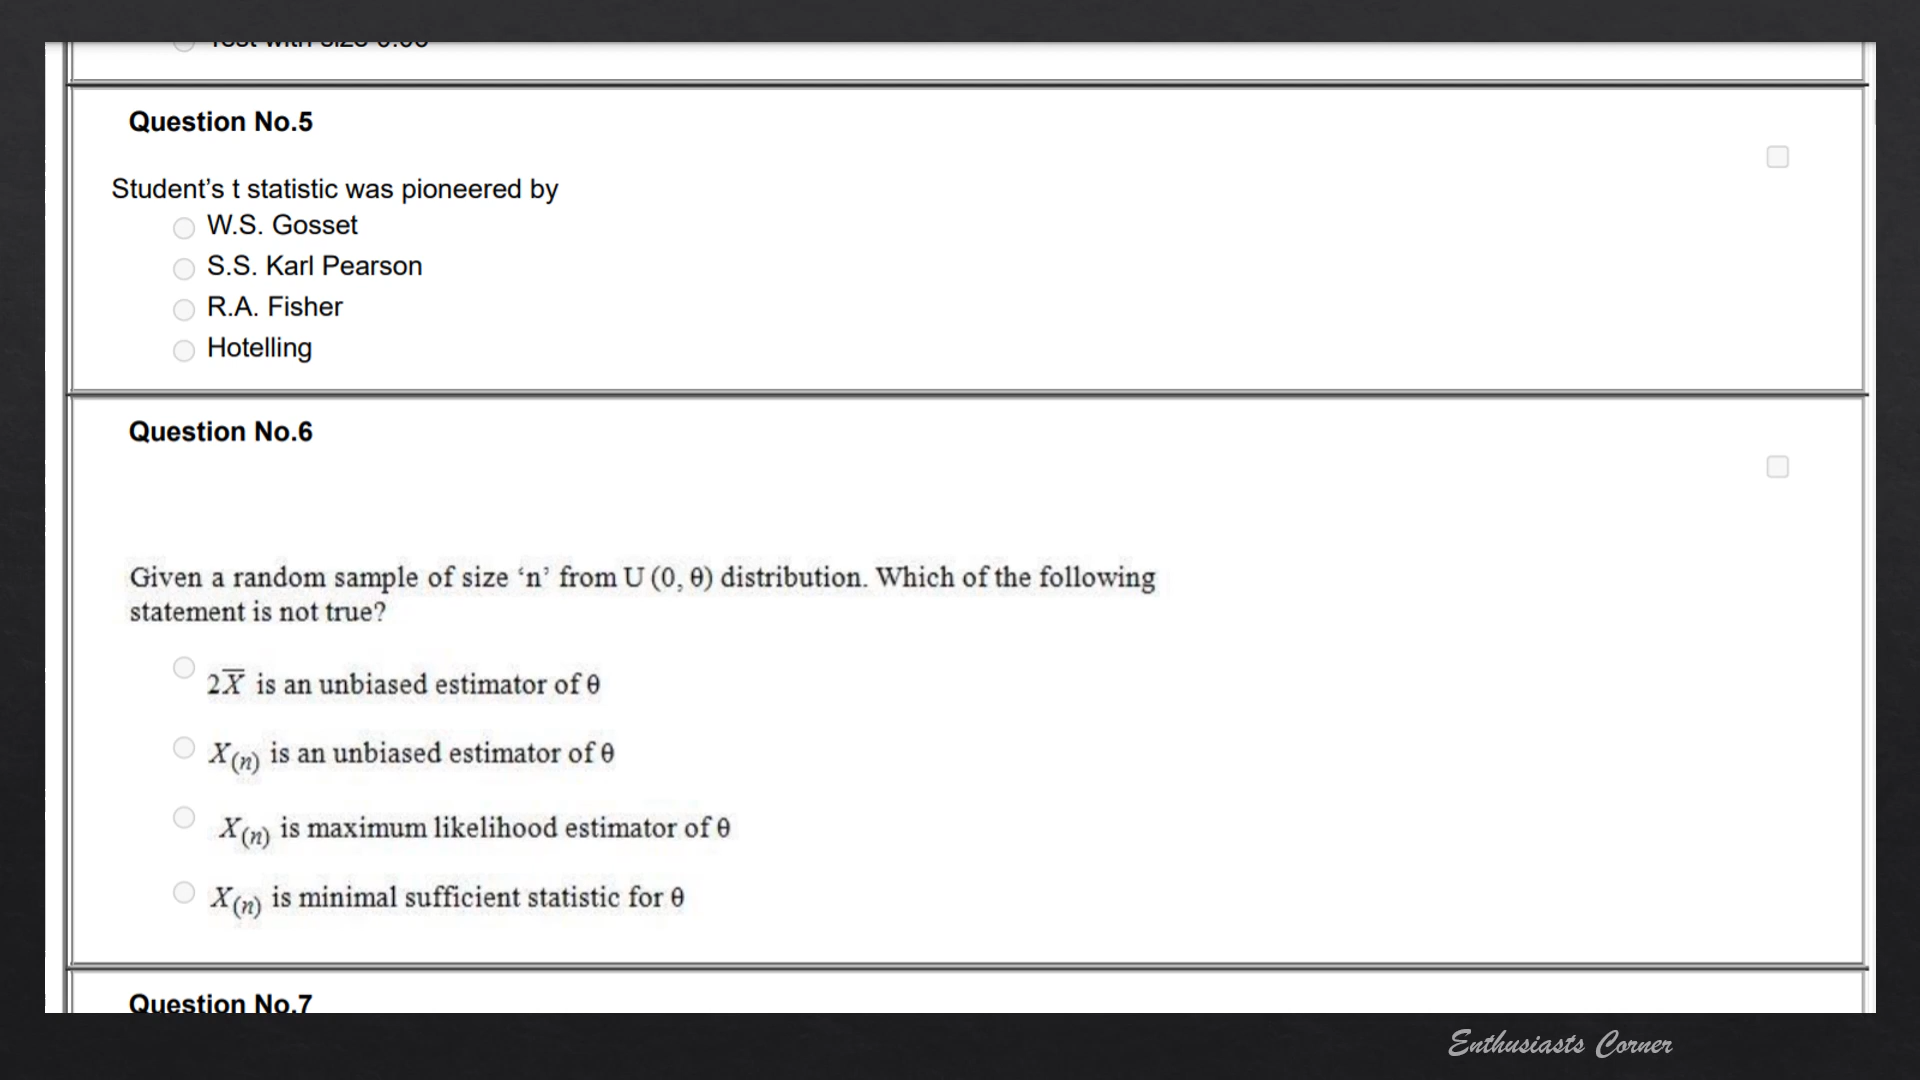 Question No.5
Student’s t statistic was pioneered by
W.S. Gosset
S.S. Karl Pearson
R.A. Fisher
Hotelling
Question No.6
Given a random sample of size ‘n’ from U (0, θ) distribution. Which of the following
statement is not true?
2X̅ is an unbiased estimator of θ
X(n) is an unbiased estimator of θ
X(n) is maximum likelihood estimator of θ
X(n) is minimal sufficient statistic for θ
Question No.7
Enthusiasts Corner